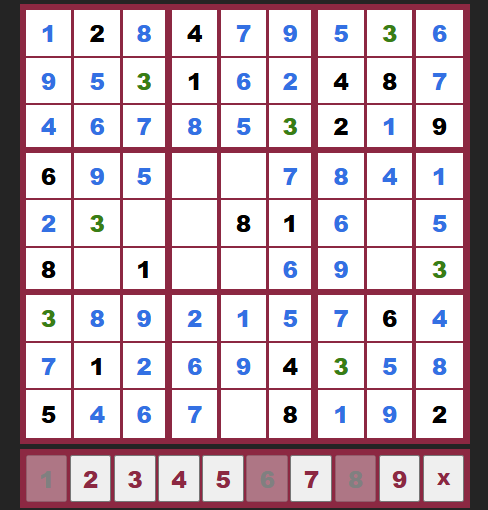 1 2 8 4 7 9 5 3 6
9 5 3 1 6 2 4 8 7
4 6 7 8 5 3 2 1 9
6 9 5 7 8 4 1
2 3 8 1 6 5
8 1 6 9 3
3 8 9 2 1 5 7 6 4
7 1 2 6 9 4 3 5 8
5 4 6 7 8 1 9 2
1 2 3 4 5 6 7 8 9 x